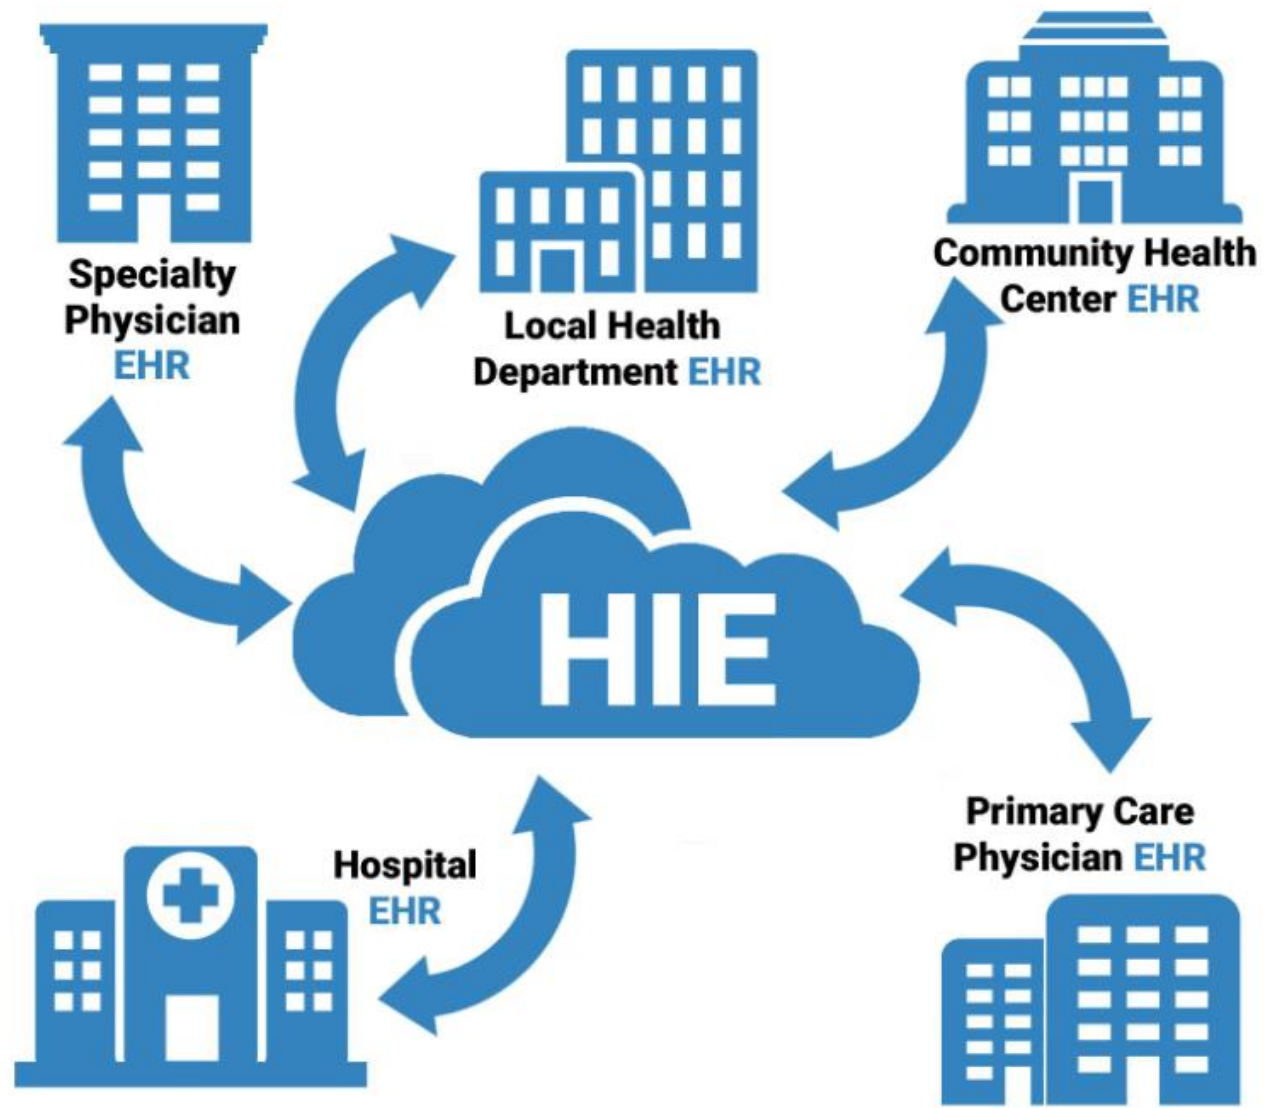 Specialty
Physician
EHR
Local Health
Department EHR
Community Health
Center EHR
HIE
Hospital
EHR
Primary Care
Physician EHR